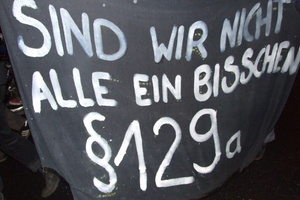 SIND WIR NICHT
ALLE EIN BISSCHEN
§129a